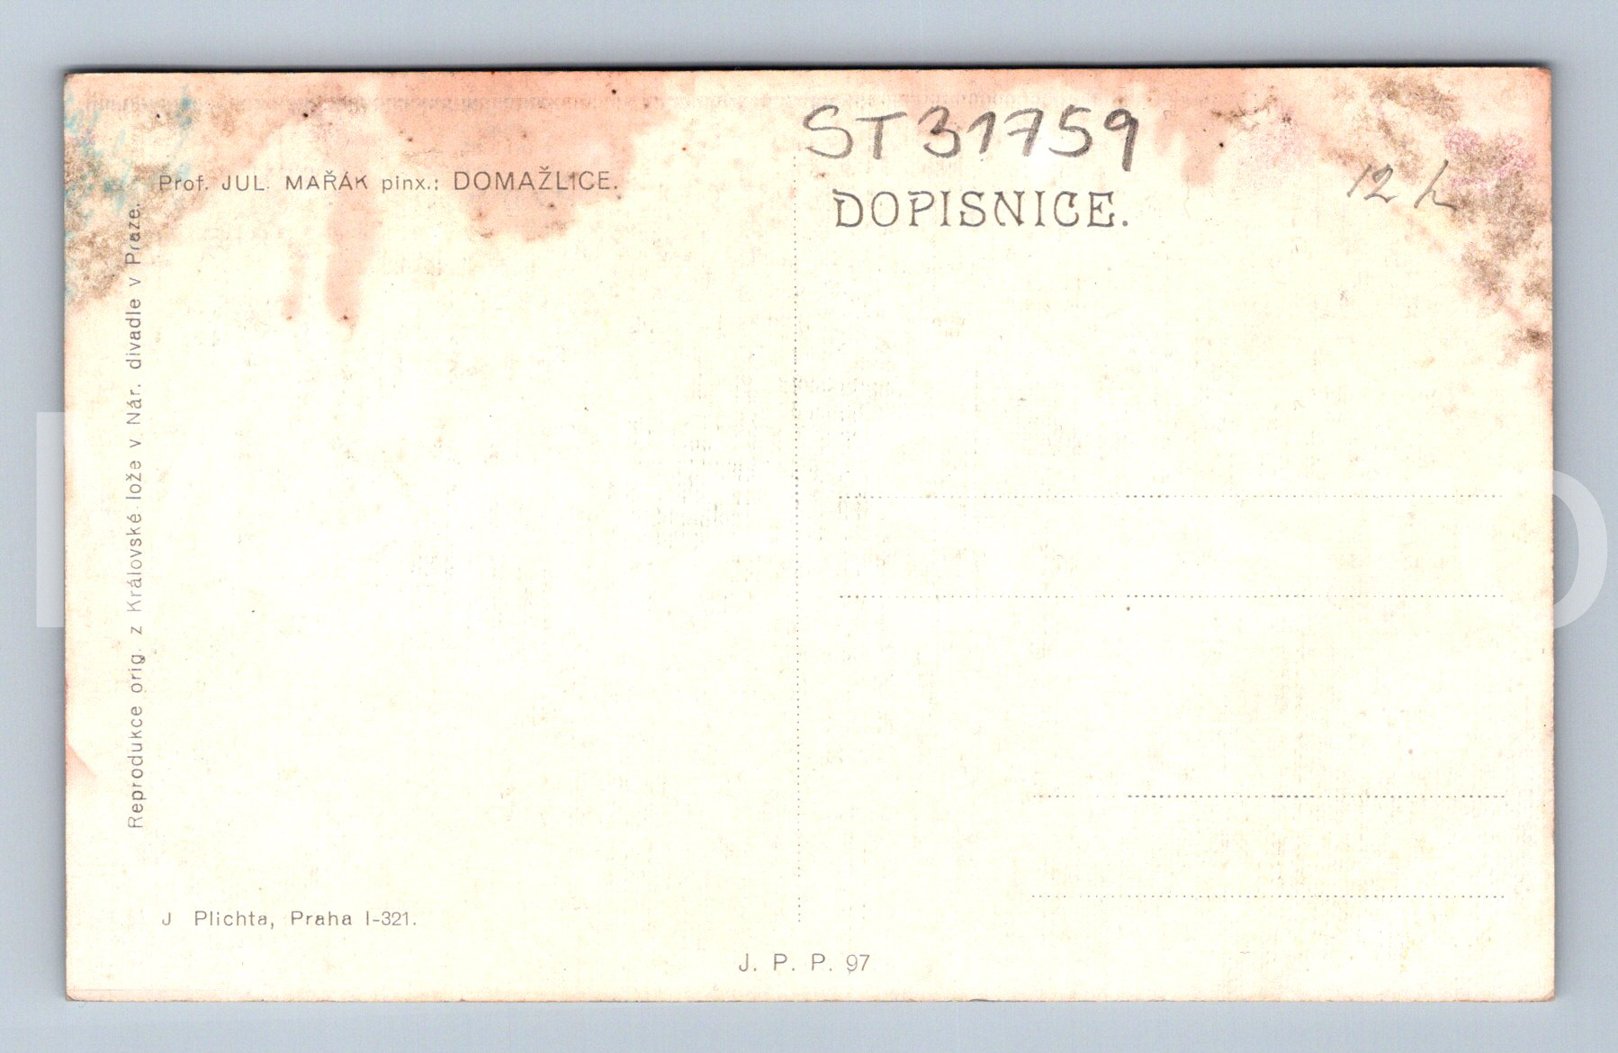 ST31759
12 h
Prof. JUL. MAŘÁK pinx.: DOMAŽLICE.
DOPISNICE.
Reprodukce orig. z Královské lože v Nár. divadle v Praze.
J Plichta, Praha I-321.
J. P. P. 97